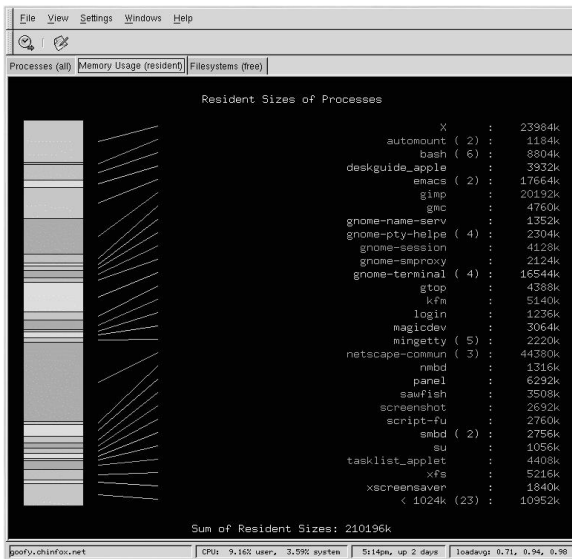 File View Settings Windows Help
Processes (all) Memory Usage (resident) Filesystems (free)
Resident Sizes of Processes
X : 23984k
automount ( 2) : 1184k
bash ( 6) : 8804k
deskguide_apple : 3932k
emacs ( 2) : 17664k
gimp : 20192k
gmc : 4760k
gnome-name-serv : 1352k
gnome-pty-helpe ( 4) : 2304k
gnome-session : 4128k
gnome-smproxy : 2124k
gnome-terminal ( 4) : 16544k
gtop : 4388k
kfm : 5140k
login : 1236k
magicdev : 3064k
mingetty ( 5) : 2220k
netscape-commun ( 3) : 44380k
nmbd : 1316k
panel : 6292k
sawfish : 3508k
screenshot : 2692k
script-fu : 2760k
smbd ( 2) : 2756k
su : 1056k
tasklist_applet : 4408k
xfs : 5216k
xscreensaver : 1840k
< 1024k (23) : 10952k
Sum of Resident Sizes: 210196k
goofy.chinfox.net CPU: 9.16% user, 3.59% system 5:14pm, up 2 days loadavg: 0.71, 0.94, 0.98